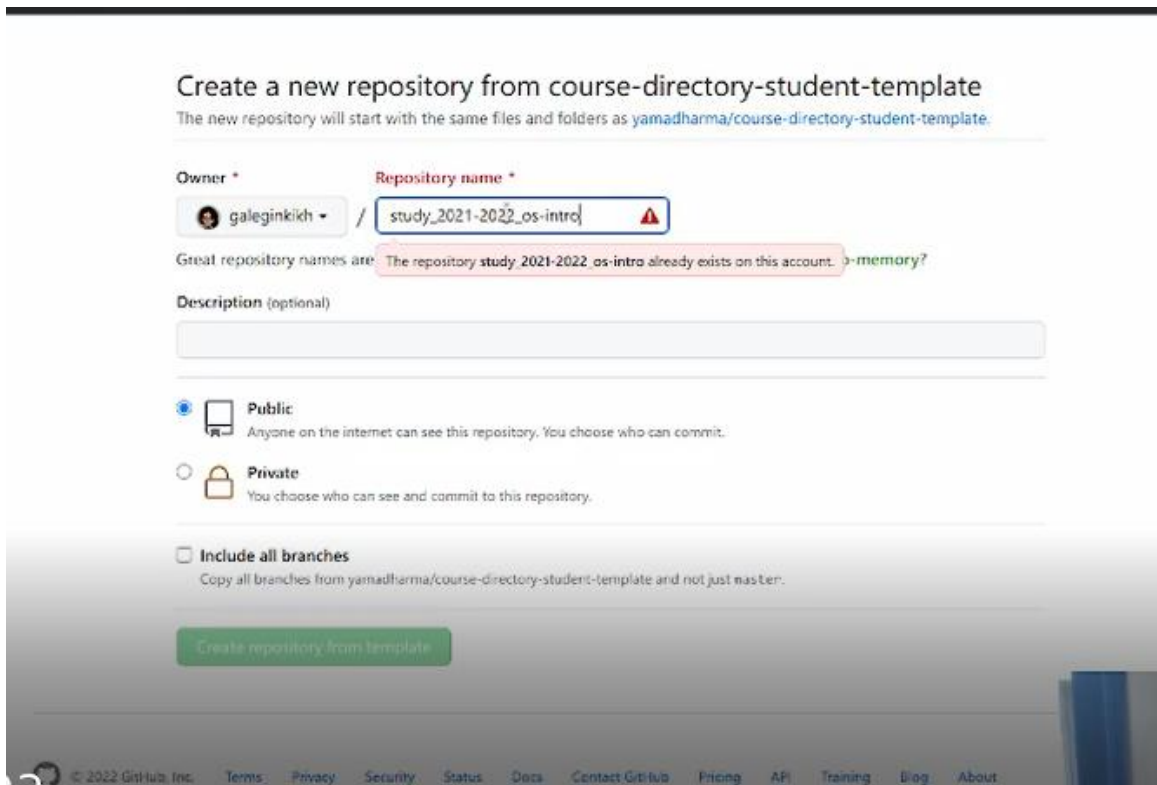 Create a new repository from course-directory-student-template
The new repository will start with the same files and folders as yamadharma/course-directory-student-template.
Owner * Repository name *
galeginkikh / study_2021-2022_os-intro
Great repository names are The repository study_2021-2022_os-intro already exists on this account. -memory?
Description (optional)
Public
Anyone on the internet can see this repository. You choose who can commit.
Private
You choose who can see and commit to this repository.
Include all branches
Copy all branches from yamadharma/course-directory-student-template and not just master.
Create repository from template
© 2022 GitHub, Inc. Terms Privacy Security Status Docs Contact GitHub Pricing API Training Blog About